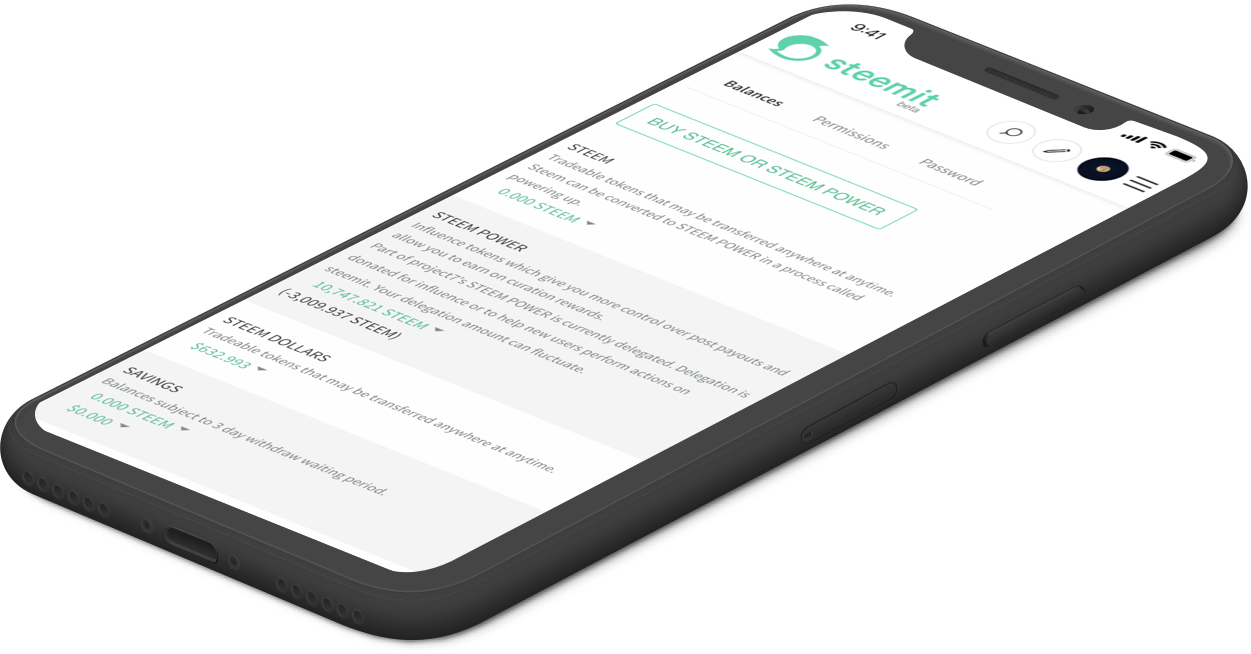 9:41
steemit
beta
Balances
Permissions
Password
BUY STEEM OR STEEM POWER
STEEM
Tradeable tokens that may be transferred anywhere at anytime.
Steem can be converted to STEEM POWER in a process called
powering up.
0.000 STEEM
STEEM POWER
Influence tokens which give you more control over post payouts and
allow you to earn on curation rewards.
Part of project7's STEEM POWER is currently delegated. Delegation is
donated for influence or to help new users perform actions on
steemit. Your delegation amount can fluctuate.
10,747.821 STEEM
(-3,009.937 STEEM)
STEEM DOLLARS
Tradeable tokens that may be transferred anywhere at anytime.
$632.993
SAVINGS
Balances subject to 3 day withdraw waiting period.
0.000 STEEM
$0.000